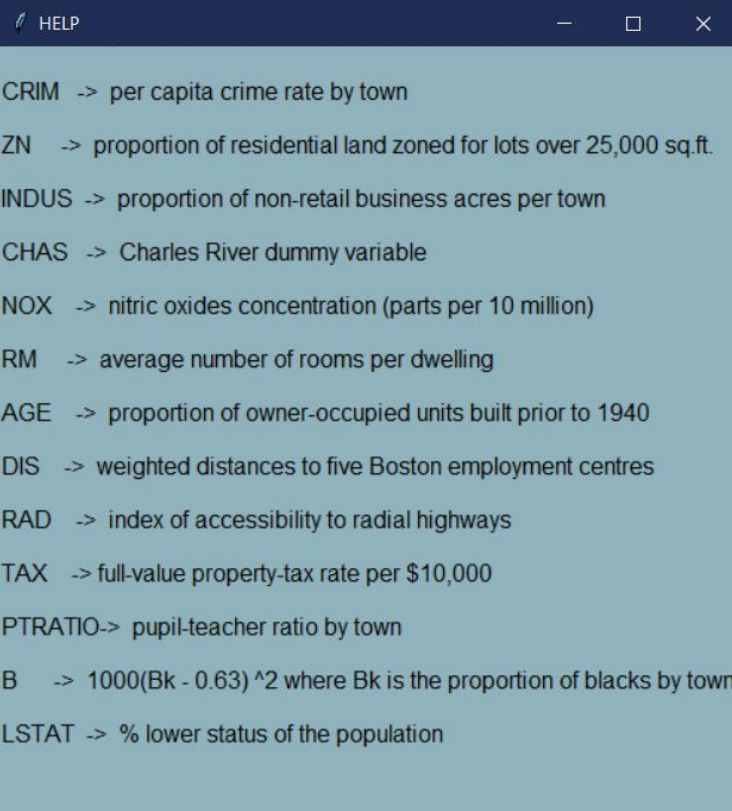 HELP
CRIM -> per capita crime rate by town
ZN -> proportion of residential land zoned for lots over 25,000 sq.ft.
INDUS -> proportion of non-retail business acres per town
CHAS -> Charles River dummy variable
NOX -> nitric oxides concentration (parts per 10 million)
RM -> average number of rooms per dwelling
AGE -> proportion of owner-occupied units built prior to 1940
DIS -> weighted distances to five Boston employment centres
RAD -> index of accessibility to radial highways
TAX -> full-value property-tax rate per $10,000
PTRATIO-> pupil-teacher ratio by town
B -> 1000(Bk - 0.63) ^2 where Bk is the proportion of blacks by town
LSTAT -> % lower status of the population